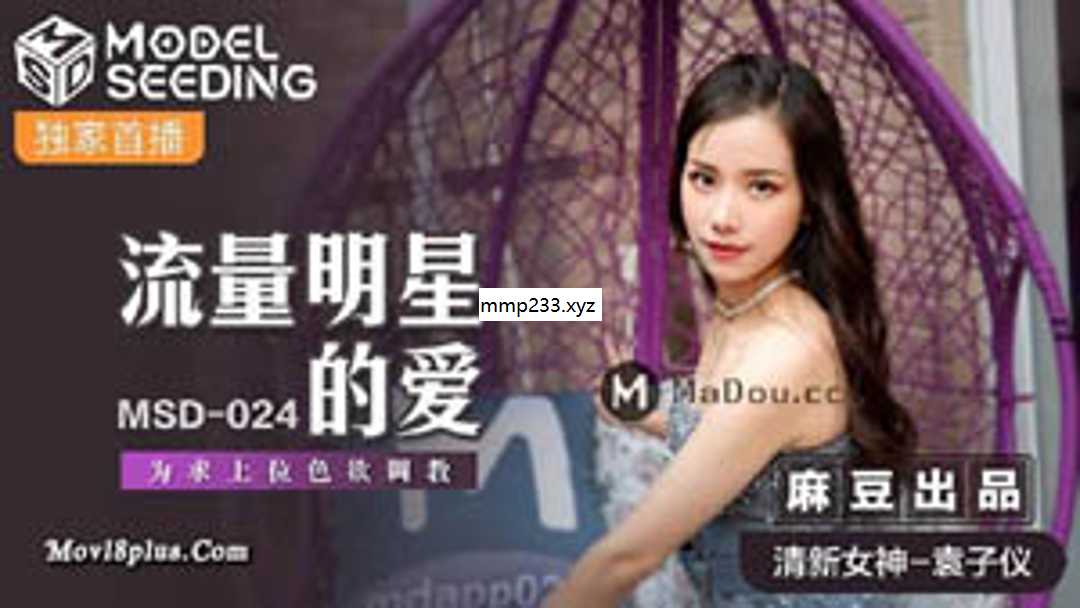 MODEL
SEEDING
MSD
独家首播
流量明星
mmp233.xyz
的爱
MSD-024
为求上位色欲调教
M
MaDou.cc
麻豆出品
清新女神-袁子仪
Mov18plus.Com